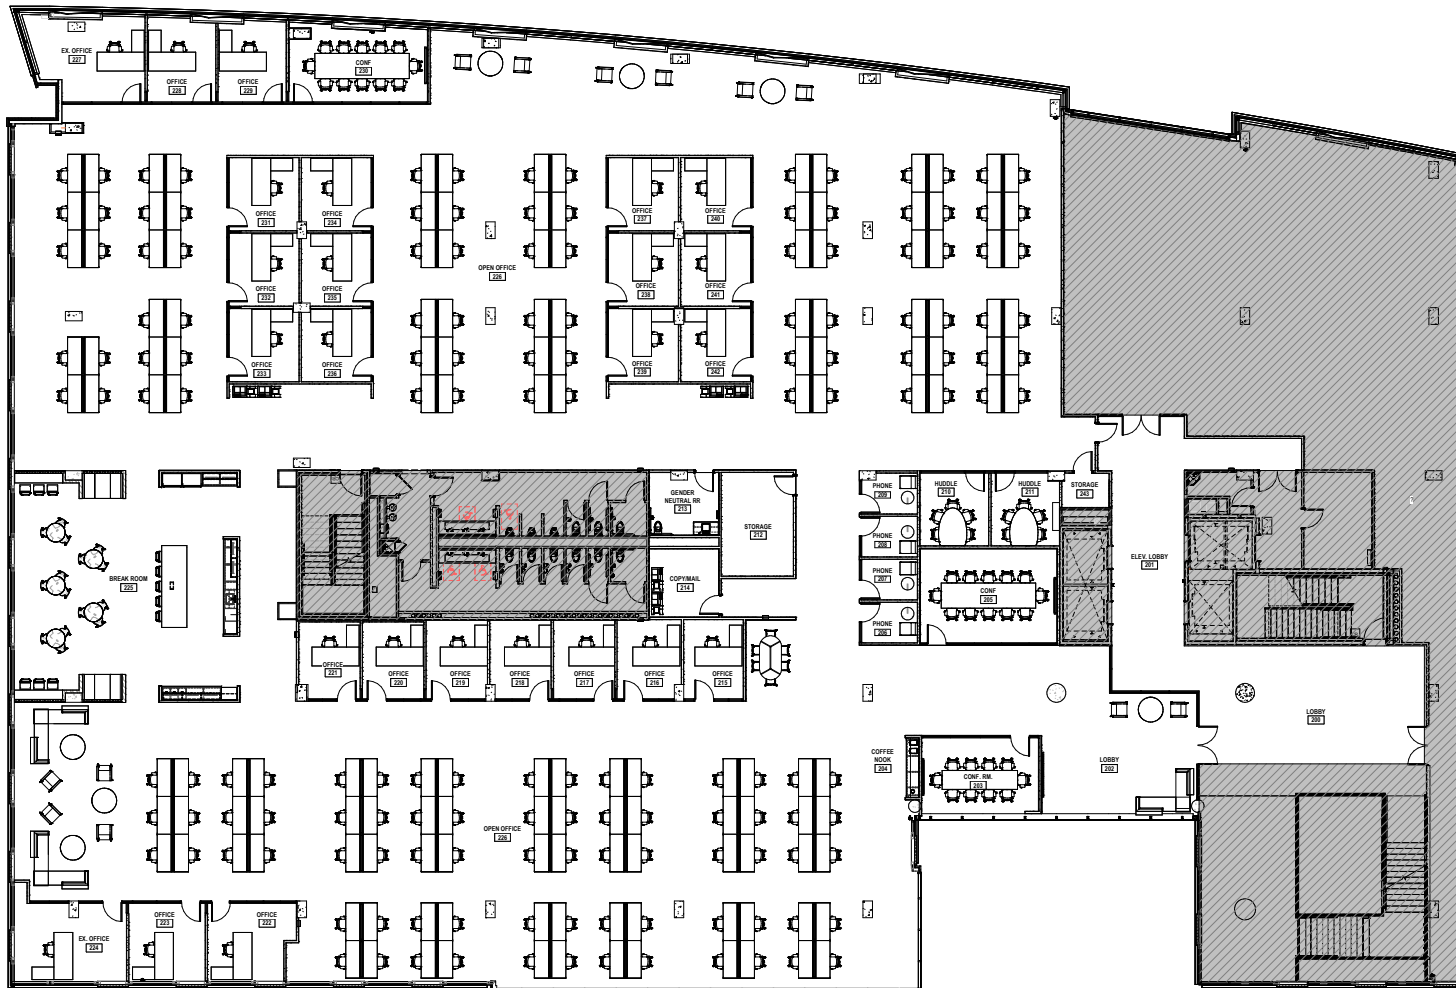 EX. OFFICE
227
OFFICE
228
OFFICE
229
CONF
230
OFFICE
231
OFFICE
234
OFFICE
237
OFFICE
240
OPEN OFFICE
226
OFFICE
232
OFFICE
235
OFFICE
238
OFFICE
241
OFFICE
233
OFFICE
236
OFFICE
239
OFFICE
242
PHONE
209
HUDDLE
210
HUDDLE
211
STORAGE
243
GENDER
NEUTRAL RR
213
STORAGE
212
PHONE
208
ELEV. LOBBY
201
BREAK ROOM
225
COPY/MAIL
214
PHONE
207
CONF
205
PHONE
206
OFFICE
221
OFFICE
220
OFFICE
219
OFFICE
218
OFFICE
217
OFFICE
216
OFFICE
215
LOBBY
200
COFFEE
NOOK
204
CONF. RM.
203
LOBBY
202
OPEN OFFICE
226
EX. OFFICE
224
OFFICE
223
OFFICE
222